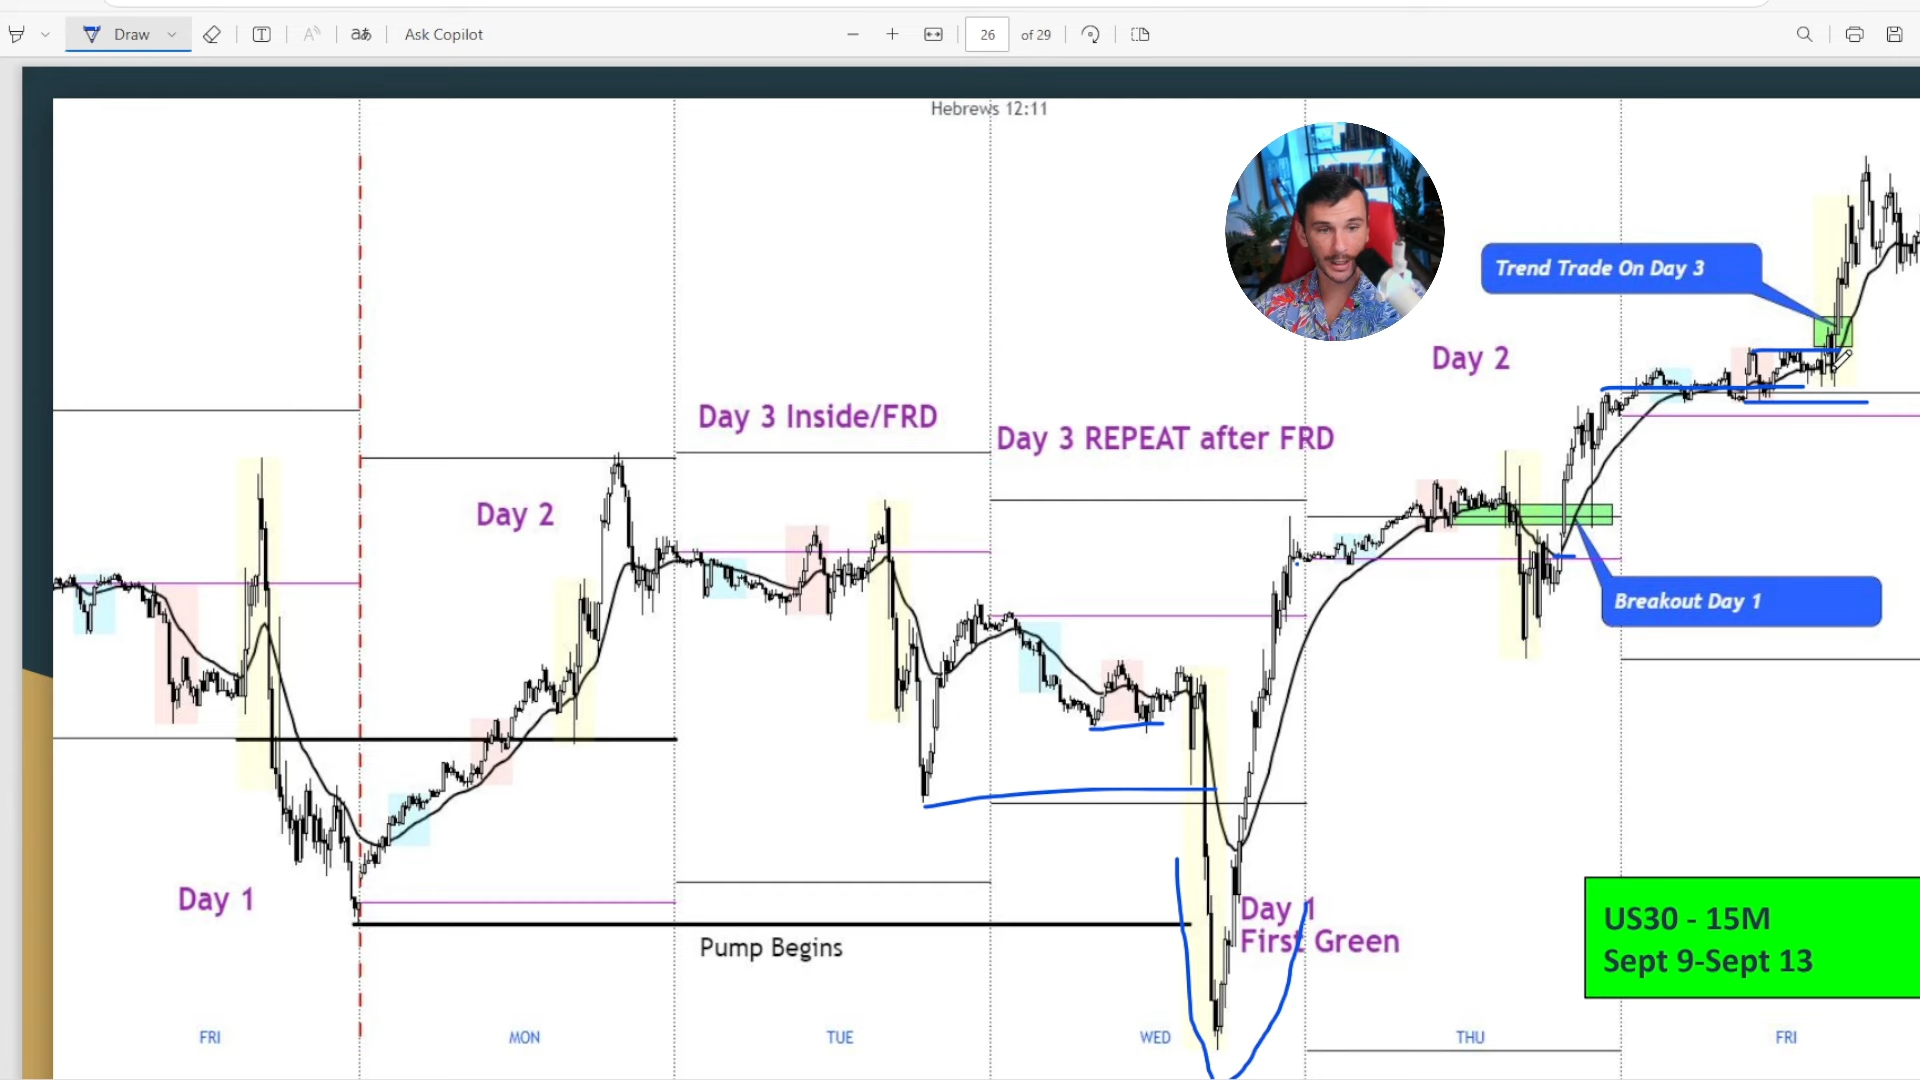 Draw
Ask Copilot
26 of 29
Hebrews 12:11
Trend Trade On Day 3
Day 2
Day 3 Inside/FRD
Day 3 REPEAT after FRD
Day 2
Breakout Day 1
Day 1
Day 1
First Green
Pump Begins
US30 - 15M
Sept 9-Sept 13
FRI
MON
TUE
WED
THU
FRI